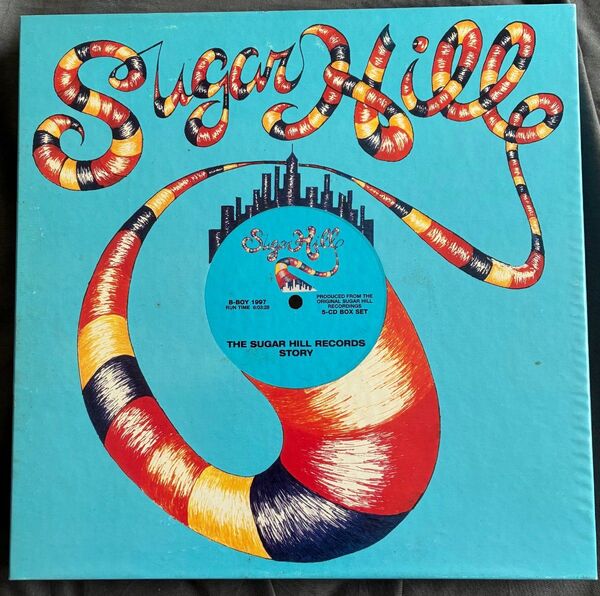 Sugar Hill
Sugar Hill
B-BOY 1997
RUN TIME 6:03:28
PRODUCED FROM THE
ORIGINAL SUGAR HILL
RECORDINGS
5-CD BOX SET
THE SUGAR HILL RECORDS
STORY